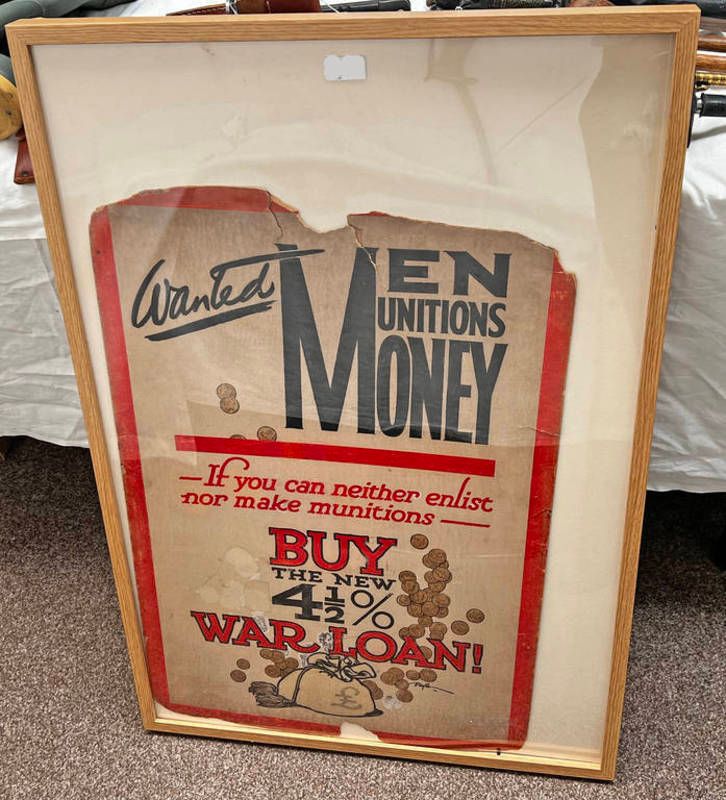 Wanted MEN
MUNITIONS
MONEY
—If you can neither enlist
nor make munitions—
BUY
THE NEW
4½%
WAR LOAN!
££